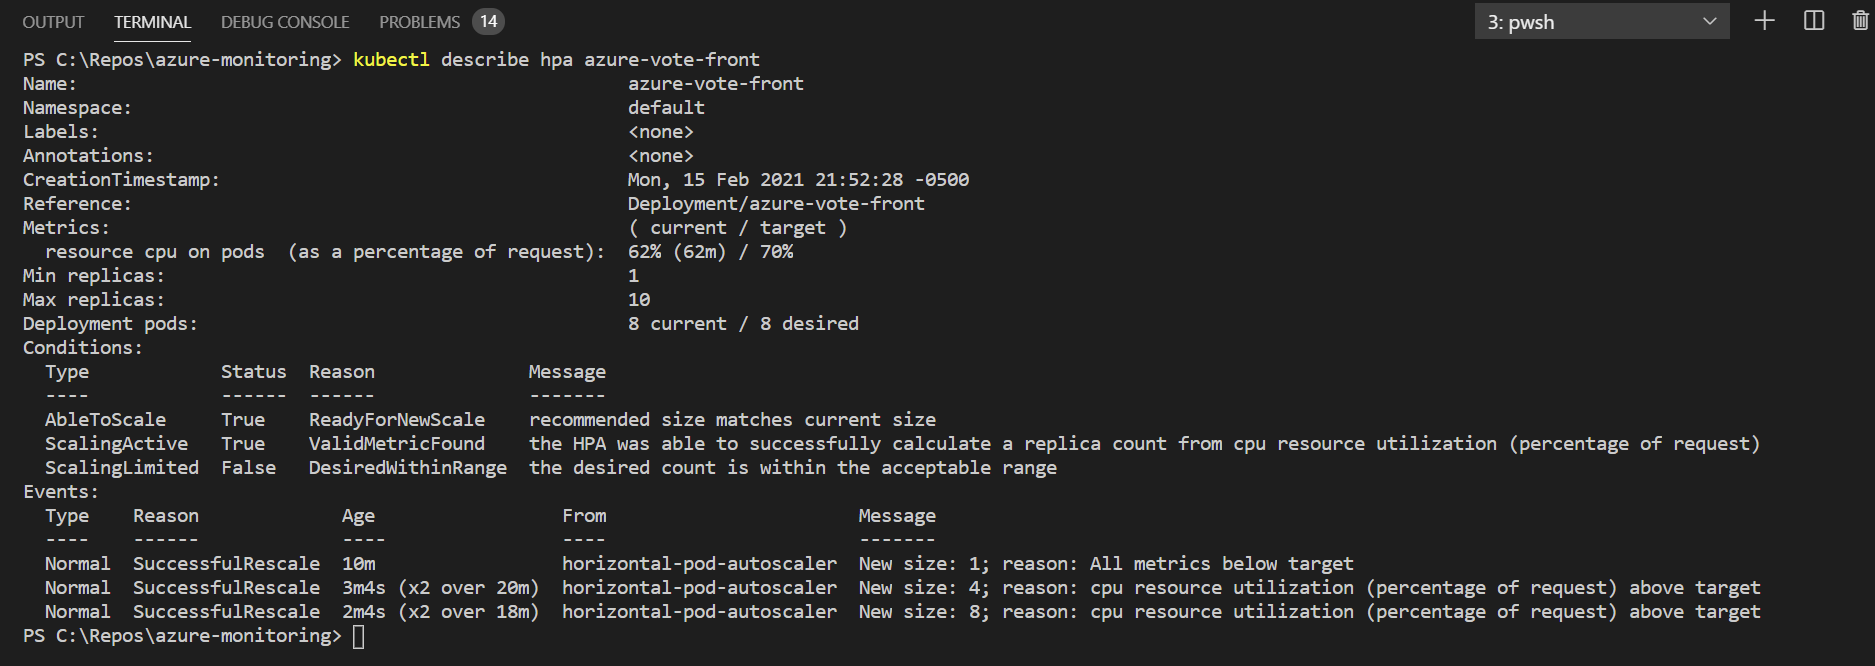 OUTPUT TERMINAL DEBUG CONSOLE PROBLEMS 14 3: pwsh
PS C:\Repos\azure-monitoring> kubectl describe hpa azure-vote-front
Name: azure-vote-front
Namespace: default
Labels: <none>
Annotations: <none>
CreationTimestamp: Mon, 15 Feb 2021 21:52:28 -0500
Reference: Deployment/azure-vote-front
Metrics: ( current / target )
resource cpu on pods (as a percentage of request): 62% (62m) / 70%
Min replicas: 1
Max replicas: 10
Deployment pods: 8 current / 8 desired
Conditions:
Type Status Reason Message
---- ------ ------ -------
AbleToScale True ReadyForNewScale recommended size matches current size
ScalingActive True ValidMetricFound the HPA was able to successfully calculate a replica count from cpu resource utilization (percentage of request)
ScalingLimited False DesiredWithinRange the desired count is within the acceptable range
Events:
Type Reason Age From Message
---- ------ ---- ---- -------
Normal SuccessfulRescale 10m horizontal-pod-autoscaler New size: 1; reason: All metrics below target
Normal SuccessfulRescale 3m4s (x2 over 20m) horizontal-pod-autoscaler New size: 4; reason: cpu resource utilization (percentage of request) above target
Normal SuccessfulRescale 2m4s (x2 over 18m) horizontal-pod-autoscaler New size: 8; reason: cpu resource utilization (percentage of request) above target
PS C:\Repos\azure-monitoring>